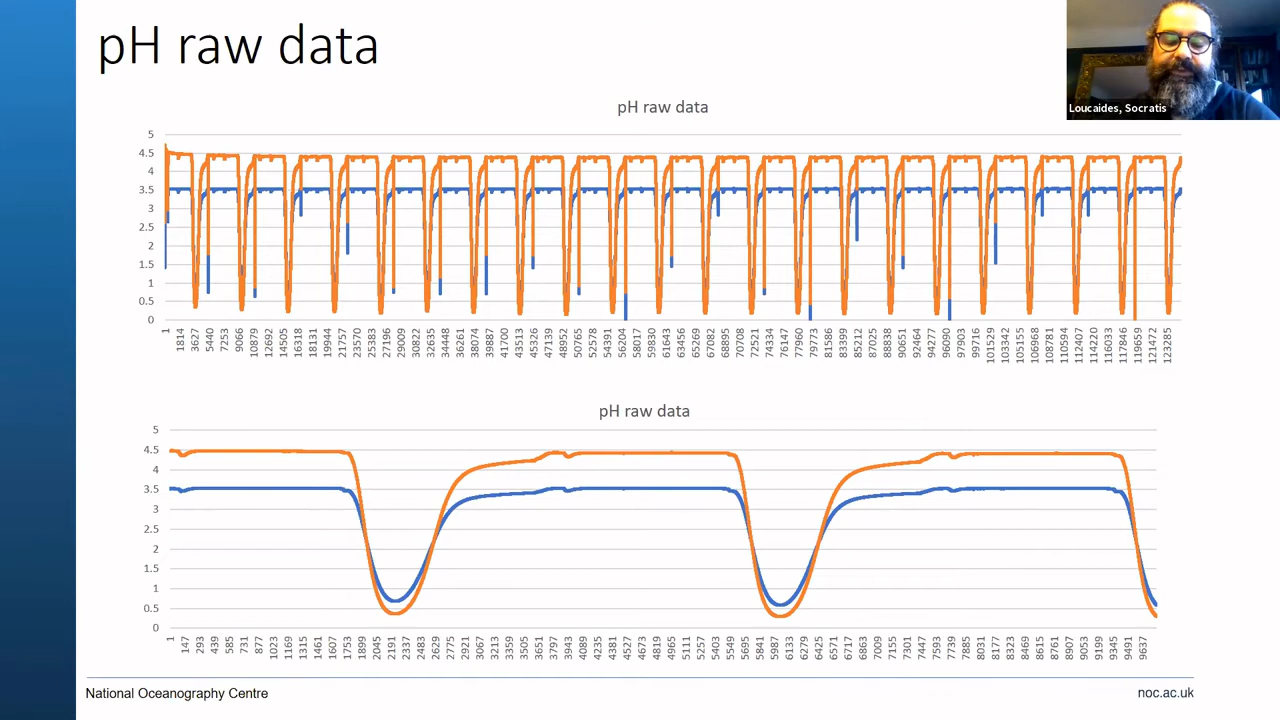 pH raw data
Loucaides, Socratis
pH raw data
5
4.5
4
3.5
3
2.5
2
1.5
1
0.5
0
1 1814 3627 5440 7253 9066 10879 12692 14505 16318 18131 19944 21757 23570 25383 27196 29009 30822 32635 34448 36261 38074 39887 41700 43513 45326 47139 48952 50765 52578 54391 56204 58017 59830 61643 63456 65269 67082 68895 70708 72521 74334 76147 77960 79773 81586 83399 85212 87025 88838 90651 92464 94277 96090 97903 99716 101529 103342 105155 106968 108781 110594 112407 114220 116033 117846 119659 121472 123285
pH raw data
5
4.5
4
3.5
3
2.5
2
1.5
1
0.5
0
1 147 293 439 585 731 877 1023 1169 1315 1461 1607 1753 1899 2045 2191 2337 2483 2629 2775 2921 3067 3213 3359 3505 3651 3797 3943 4089 4235 4381 4527 4673 4819 4965 5111 5257 5403 5549 5695 5841 5987 6133 6279 6425 6571 6717 6863 7009 7155 7301 7447 7593 7739 7885 8031 8177 8323 8469 8615 8761 8907 9053 9199 9345 9491 9637
National Oceanography Centre
noc.ac.uk